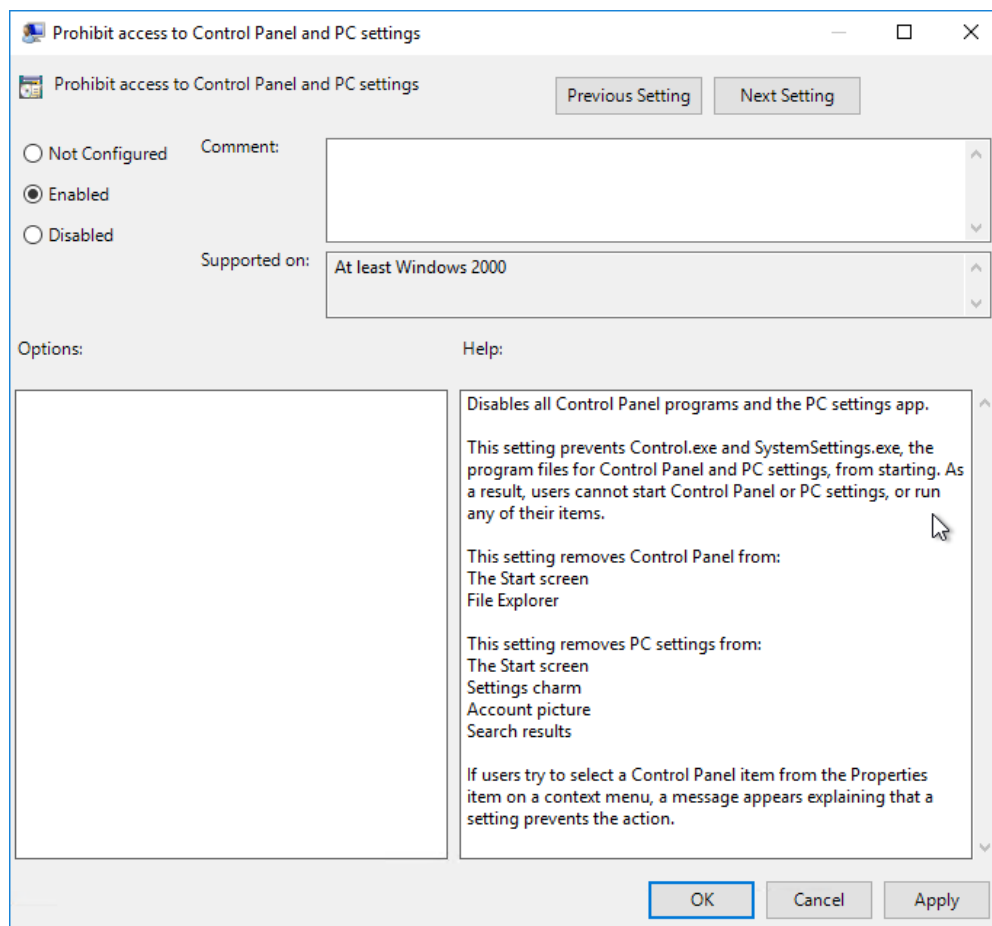 Prohibit access to Control Panel and PC settings
Prohibit access to Control Panel and PC settings
Previous Setting
Next Setting
Not Configured
Enabled
Disabled
Comment:
Supported on:
At least Windows 2000
Options:
Help:
Disables all Control Panel programs and the PC settings app.
This setting prevents Control.exe and SystemSettings.exe, the
program files for Control Panel and PC settings, from starting. As
a result, users cannot start Control Panel or PC settings, or run
any of their items.
This setting removes Control Panel from:
The Start screen
File Explorer
This setting removes PC settings from:
The Start screen
Settings charm
Account picture
Search results
If users try to select a Control Panel item from the Properties
item on a context menu, a message appears explaining that a
setting prevents the action.
OK
Cancel
Apply